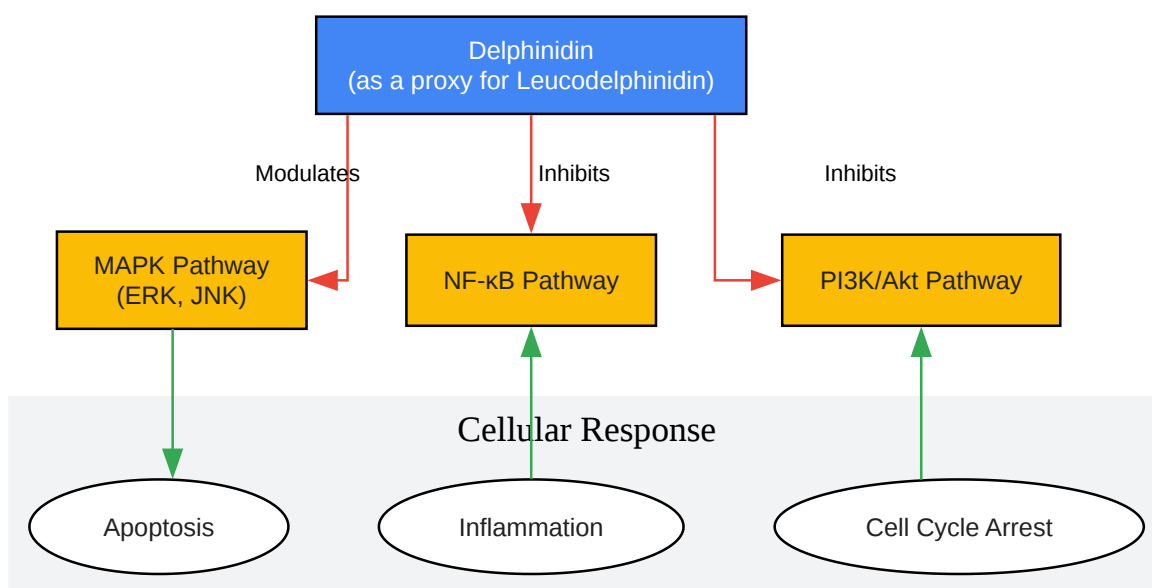 Delphinidin
(as a proxy for Leucodelphinidin)
Modulates
Inhibits
Inhibits
MAPK Pathway
(ERK, JNK)
NF-κB Pathway
PI3K/Akt Pathway
Cellular Response
Apoptosis
Inflammation
Cell Cycle Arrest